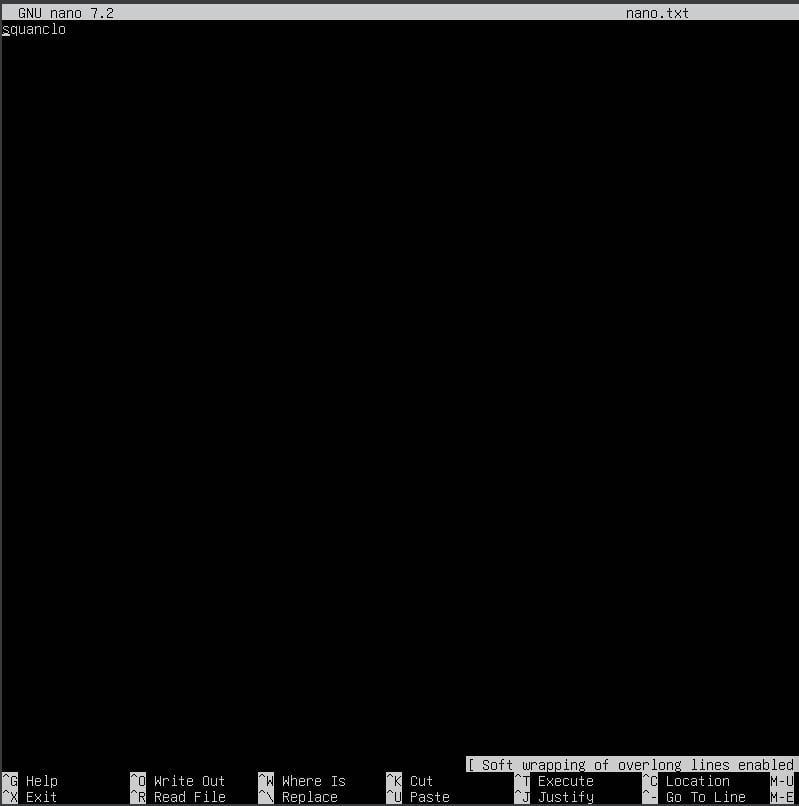 GNU nano 7.2 nano.txt
squanclo
[ Soft wrapping of overlong lines enabled
^G Help ^O Write Out ^W Where Is ^K Cut ^T Execute ^C Location M-U
^X Exit ^R Read File ^\ Replace ^U Paste ^J Justify ^- Go To Line M-E